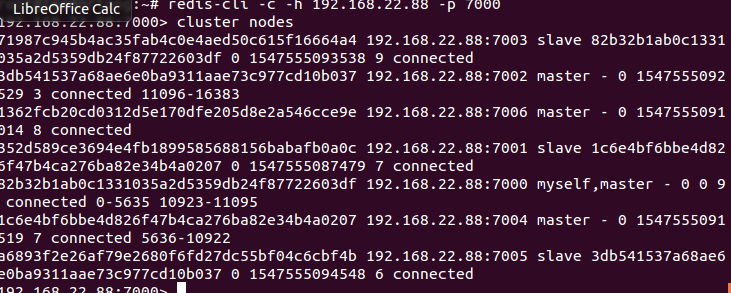 LibreOffice Calc :~# redis-cli -c -h 192.168.22.88 -p 7000
192.168.22.88:7000> cluster nodes
71987c945b4ac35fab4c0e4aed50c615f16664a4 192.168.22.88:7003 slave 82b32b1ab0c1331
035a2d5359db24f87722603df 0 1547555093538 9 connected
3db541537a68ae6e0ba9311aae73c977cd10b037 192.168.22.88:7002 master - 0 1547555092
529 3 connected 11096-16383
1362fcb20cd0312d5e170dfe205d8e2a546cce9e 192.168.22.88:7006 master - 0 1547555091
014 8 connected
352d589ce3694e4fb1899585688156babafb0a0c 192.168.22.88:7001 slave 1c6e4bf6bbe4d82
6f47b4ca276ba82e34b4a0207 0 1547555087479 7 connected
82b32b1ab0c1331035a2d5359db24f87722603df 192.168.22.88:7000 myself,master - 0 0 9
 connected 0-5635 10923-11095
1c6e4bf6bbe4d826f47b4ca276ba82e34b4a0207 192.168.22.88:7004 master - 0 1547555091
519 7 connected 5636-10922
a6893f2e26af79e2680f6fd27dc55bf04c6cbf4b 192.168.22.88:7005 slave 3db541537a68ae6
e0ba9311aae73c977cd10b037 0 1547555094548 6 connected
192.168.22.88:7000>